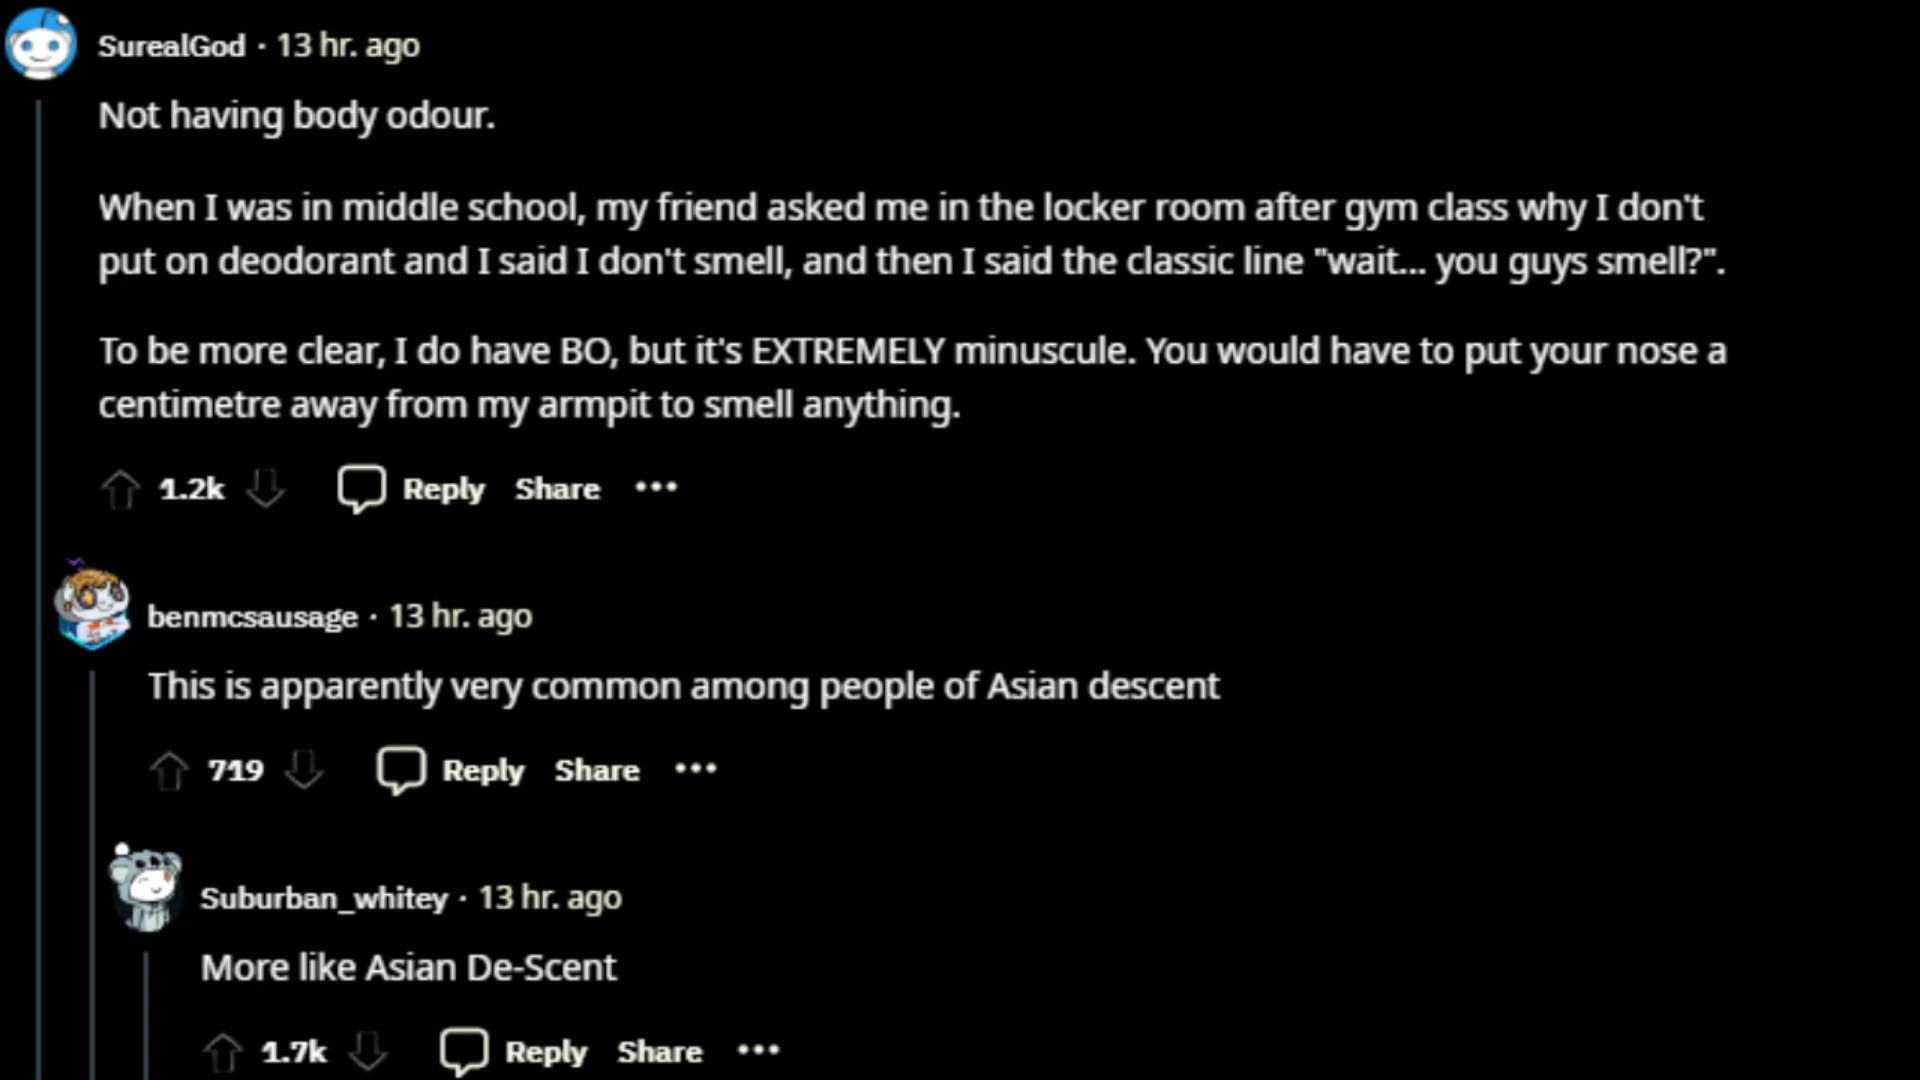 SurealGod · 13 hr. ago
Not having body odour.
When I was in middle school, my friend asked me in the locker room after gym class why I don't
put on deodorant and I said I don't smell, and then I said the classic line "wait... you guys smell?".
To be more clear, I do have BO, but it's EXTREMELY minuscule. You would have to put your nose a
centimetre away from my armpit to smell anything.
1.2k Reply Share ···
benmcsausage · 13 hr. ago
This is apparently very common among people of Asian descent
719 Reply Share ···
Suburban_whitey · 13 hr. ago
More like Asian De-Scent
1.7k Reply Share ···